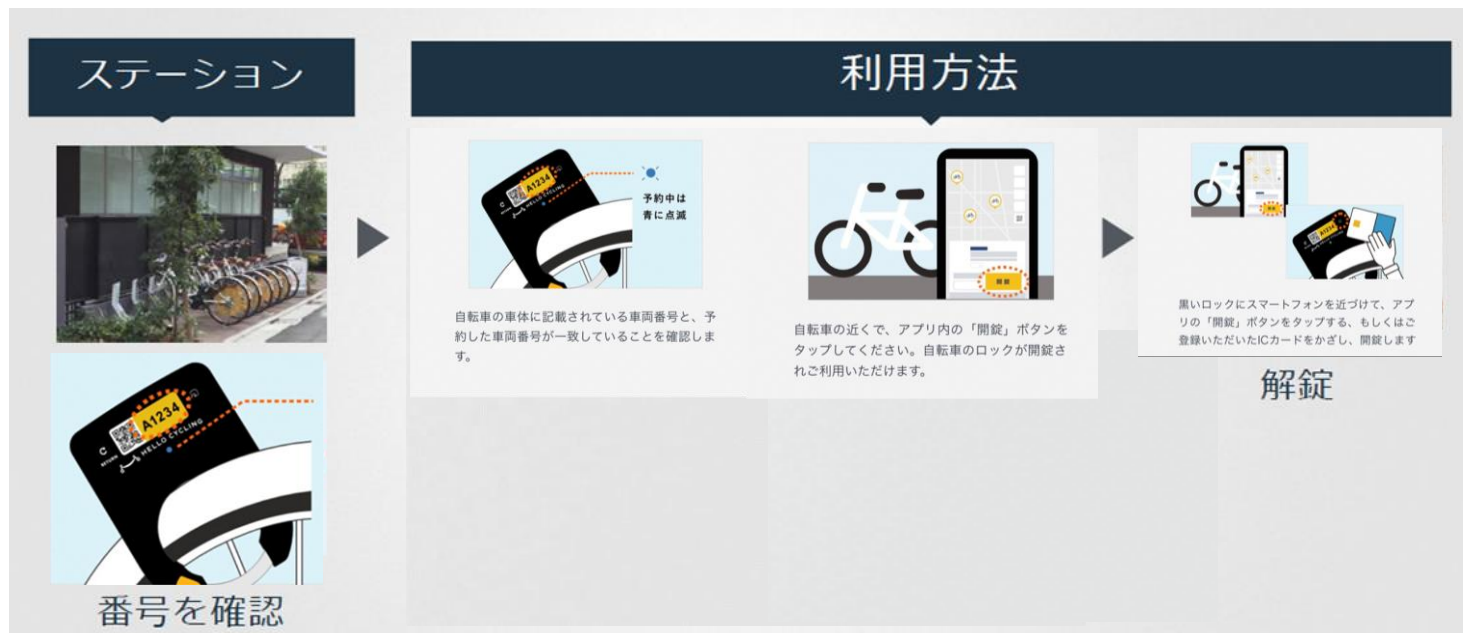 ステーション
利用方法
A1234
RETURN
HELLO CYCLING
番号を確認
A1234
RETURN
HELLO CYCLING
予約中は
青に点滅
自転車の車体に記載されている車両番号と、予
約した車両番号が一致していることを確認しま
す。
解錠
自転車の近くで、アプリ内の「開錠」ボタンを
タップしてください。自転車のロックが開錠さ
れご利用いただけます。
A1234
黒いロックにスマートフォンを近づけて、アプ
リの「開錠」ボタンをタップする、もしくはご
登録いただいたICカードをかざし、開錠します
解錠